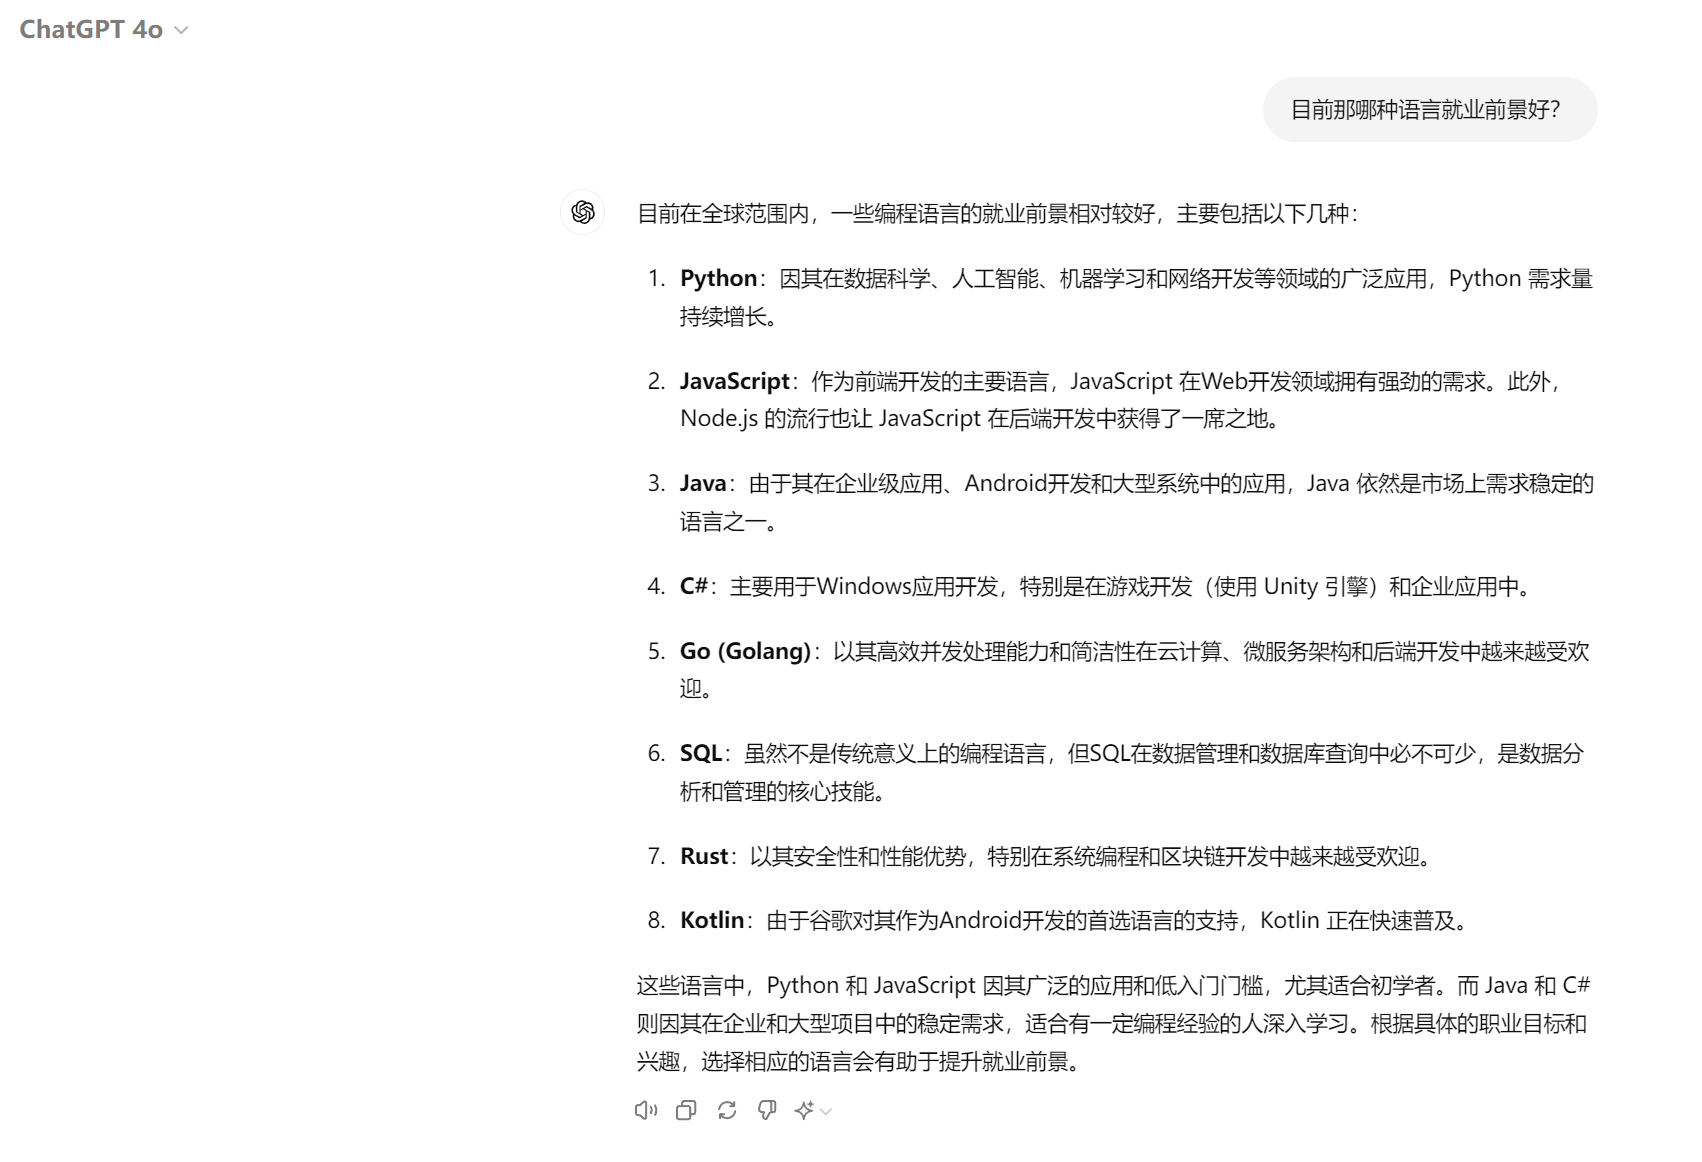 ChatGPT 4o
目前那哪种语言就业前景好？
目前在全球范围内，一些编程语言的就业前景相对较好，主要包括以下几种：
1. Python：因其在数据科学、人工智能、机器学习和网络开发等领域的广泛应用，Python 需求量
持续增长。
2. JavaScript：作为前端开发的主要语言，JavaScript 在Web开发领域拥有强劲的需求。此外，
Node.js 的流行也让 JavaScript 在后端开发中获得了一席之地。
3. Java：由于其在企业级应用、Android开发和大型系统中的应用，Java 依然是市场上需求稳定的
语言之一。
4. C#：主要用于Windows应用开发，特别是在游戏开发（使用 Unity 引擎）和企业应用中。
5. Go (Golang)：以其高效并发处理能力和简洁性在云计算、微服务架构和后端开发中越来越受欢
迎。
6. SQL：虽然不是传统意义上的编程语言，但SQL在数据管理和数据库查询中必不可少，是数据分
析和管理的核心技能。
7. Rust：以其安全性和性能优势，特别在系统编程和区块链开发中越来越受欢迎。
8. Kotlin：由于谷歌对其作为Android开发的首选语言的支持，Kotlin 正在快速普及。
这些语言中，Python 和 JavaScript 因其广泛的应用和低入门门槛，尤其适合初学者。而 Java 和 C#
则因其在企业和大型项目中的稳定需求，适合有一定编程经验的人深入学习。根据具体的职业目标和
兴趣，选择相应的语言会有助于提升就业前景。